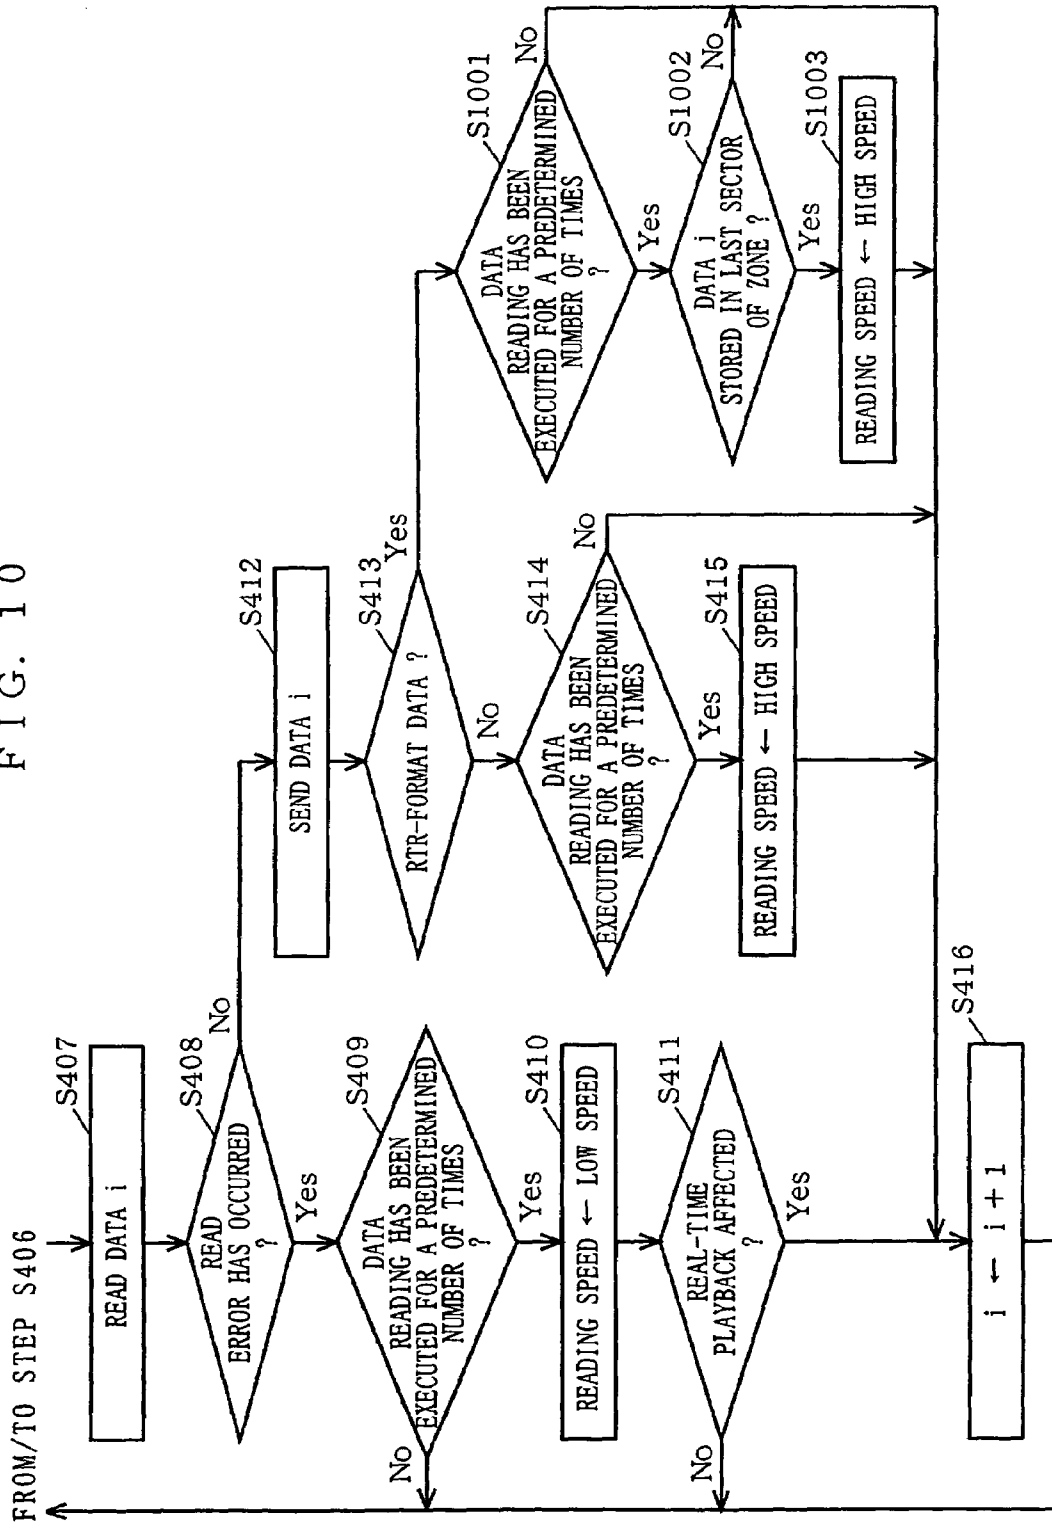 FIG. 10
FROM/TO STEP S406
S407
READ DATA i
S408
READ
ERROR HAS OCCURRED
?
No
Yes
S409
DATA
READING HAS BEEN
EXECUTED FOR A PREDETERMINED
NUMBER OF TIMES
?
No
Yes
S410
READING SPEED ← LOW SPEED
S411
REAL-TIME
PLAYBACK AFFECTED
?
No
Yes
S412
SEND DATA i
S413
RTR-FORMAT DATA ?
Yes
No
S414
DATA
READING HAS BEEN
EXECUTED FOR A PREDETERMINED
NUMBER OF TIMES
?
No
Yes
S415
READING SPEED ← HIGH SPEED
S1001
DATA
READING HAS BEEN
EXECUTED FOR A PREDETERMINED
NUMBER OF TIMES
?
No
Yes
S1002
DATA i
STORED IN LAST SECTOR
OF ZONE ?
No
Yes
S1003
READING SPEED ← HIGH SPEED
S416
i ← i + 1